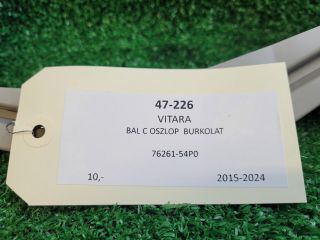 47-226
VITARA
BAL C OSZLOP BURKOLAT
76261-54P0
10,- 2015-2024